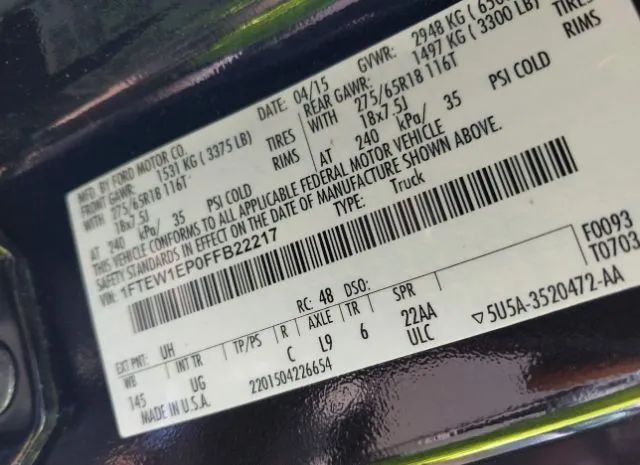 MFD. BY FORD MOTOR CO.
DATE: 04/15 GVWR: 2948 KG (650
FRONT GAWR: 1531 KG (3375 LB) REAR GAWR: 1497 KG (3300 LB)
WITH 275/65R18 116T TIRES WITH 275/65R18 116T TIRES
18x7.5J RIMS 18x7.5J RIMS
AT 240 kPa/ 35 PSI COLD AT 240 kPa/ 35 PSI COLD
THIS VEHICLE CONFORMS TO ALL APPLICABLE FEDERAL MOTOR VEHICLE
SAFETY STANDARDS IN EFFECT ON THE DATE OF MANUFACTURE SHOWN ABOVE.
VIN: 1FTEW1EP0FFB22217 TYPE: Truck
F0093
T0703
EXT PNT: UH RC: 48 DSO:
WB INT TR TP/PS R AXLE TR SPR
145 UG C L9 6 22AA
ULC
MADE IN U.S.A. 2201504226654 ▽5U5A-3520472-AA